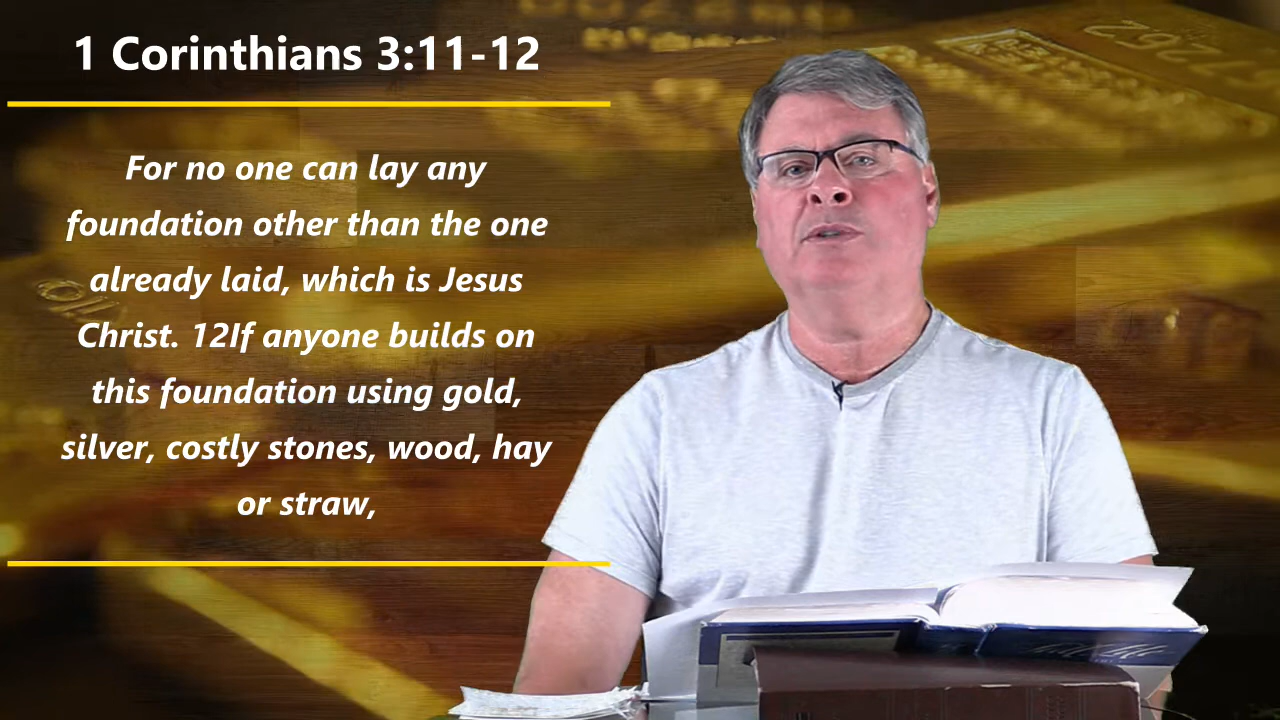 1 Corinthians 3:11-12
For no one can lay any
foundation other than the one
already laid, which is Jesus
Christ. 12If anyone builds on
this foundation using gold,
silver, costly stones, wood, hay
or straw,